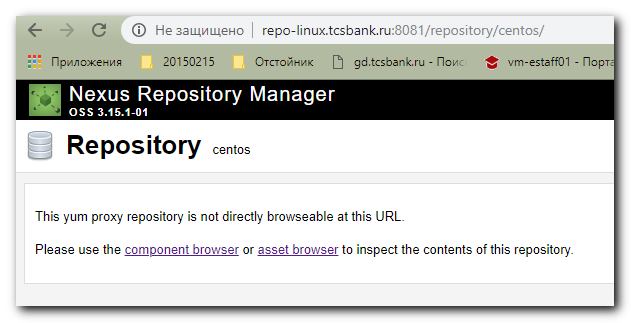 Не защищено repo-linux.tcsbank.ru:8081/repository/centos/
Приложения 20150215 Отстойник gd.tcsbank.ru - Поис vm-estaff01 - Порта
Nexus Repository Manager
OSS 3.15.1-01
Repository centos
This yum proxy repository is not directly browseable at this URL.
Please use the component browser or asset browser to inspect the contents of this repository.